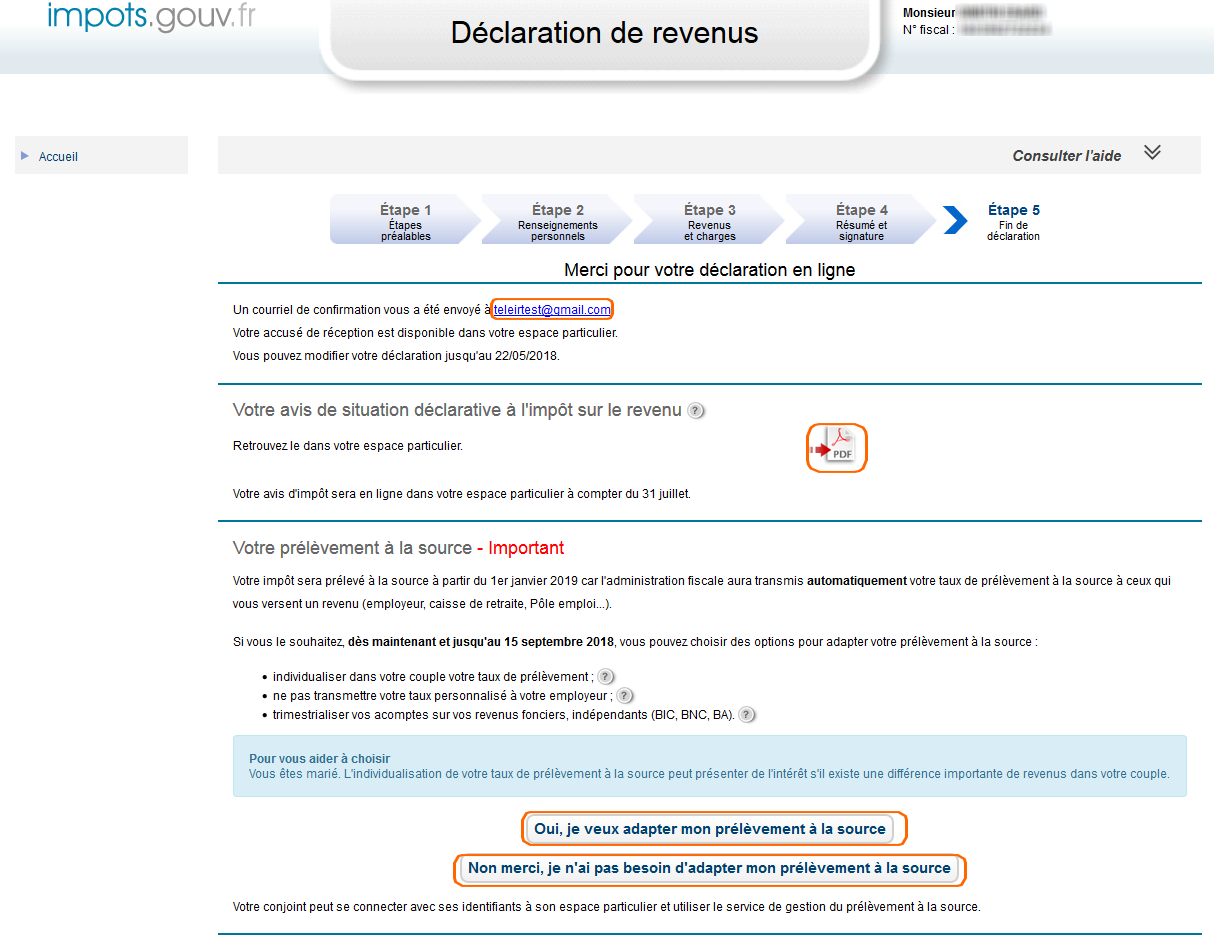 impots.gouv.fr
Déclaration de revenus
Monsieur
N° fiscal :
Accueil
Consulter l'aide
Étape 1
Étapes
préalables
Étape 2
Renseignements
personnels
Étape 3
Revenus
et charges
Étape 4
Résumé et
signature
Étape 5
Fin de
déclaration
Merci pour votre déclaration en ligne
Un courriel de confirmation vous a été envoyé à teleirtest@gmail.com
Votre accusé de réception est disponible dans votre espace particulier.
Vous pouvez modifier votre déclaration jusqu'au 22/05/2018.
Votre avis de situation déclarative à l'impôt sur le revenu ?
Retrouvez le dans votre espace particulier.
PDF
Votre avis d'impôt sera en ligne dans votre espace particulier à compter du 31 juillet.
Votre prélèvement à la source - Important
Votre impôt sera prélevé à la source à partir du 1er janvier 2019 car l'administration fiscale aura transmis automatiquement votre taux de prélèvement à la source à ceux qui
vous versent un revenu (employeur, caisse de retraite, Pôle emploi...).
Si vous le souhaitez, dès maintenant et jusqu'au 15 septembre 2018, vous pouvez choisir des options pour adapter votre prélèvement à la source :
• individualiser dans votre couple votre taux de prélèvement ; ?
• ne pas transmettre votre taux personnalisé à votre employeur ; ?
• trimestrialiser vos acomptes sur vos revenus fonciers, indépendants (BIC, BNC, BA). ?
Pour vous aider à choisir
Vous êtes marié. L'individualisation de votre taux de prélèvement à la source peut présenter de l'intérêt s'il existe une différence importante de revenus dans votre couple.
Oui, je veux adapter mon prélèvement à la source
Non merci, je n'ai pas besoin d'adapter mon prélèvement à la source
Votre conjoint peut se connecter avec ses identifiants à son espace particulier et utiliser le service de gestion du prélèvement à la source.